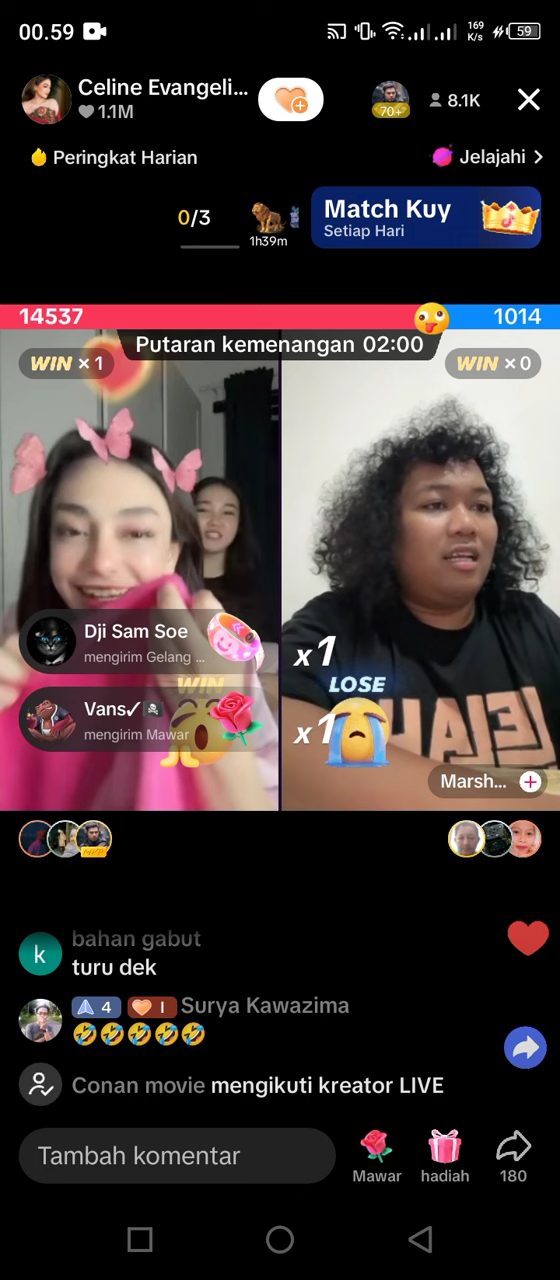 00.59
169
K/s
59
Celine Evangeli...
1.1M
70+
8.1K
Peringkat Harian
Jelajahi >
0/3
1h39m
Match Kuy
Setiap Hari
14537
1014
Putaran kemenangan 02:00
WIN × 1
WIN × 0
Dji Sam Soe
mengirim Gelang ...
x1
WIN
LOSE
Vans✓
mengirim Mawar
x1
LELAH
Marsh...
k
bahan gabut
turu dek
4
I
Surya Kawazima
🤣🤣🤣🤣🤣
Conan movie mengikuti kreator LIVE
Tambah komentar
Mawar
hadiah
180